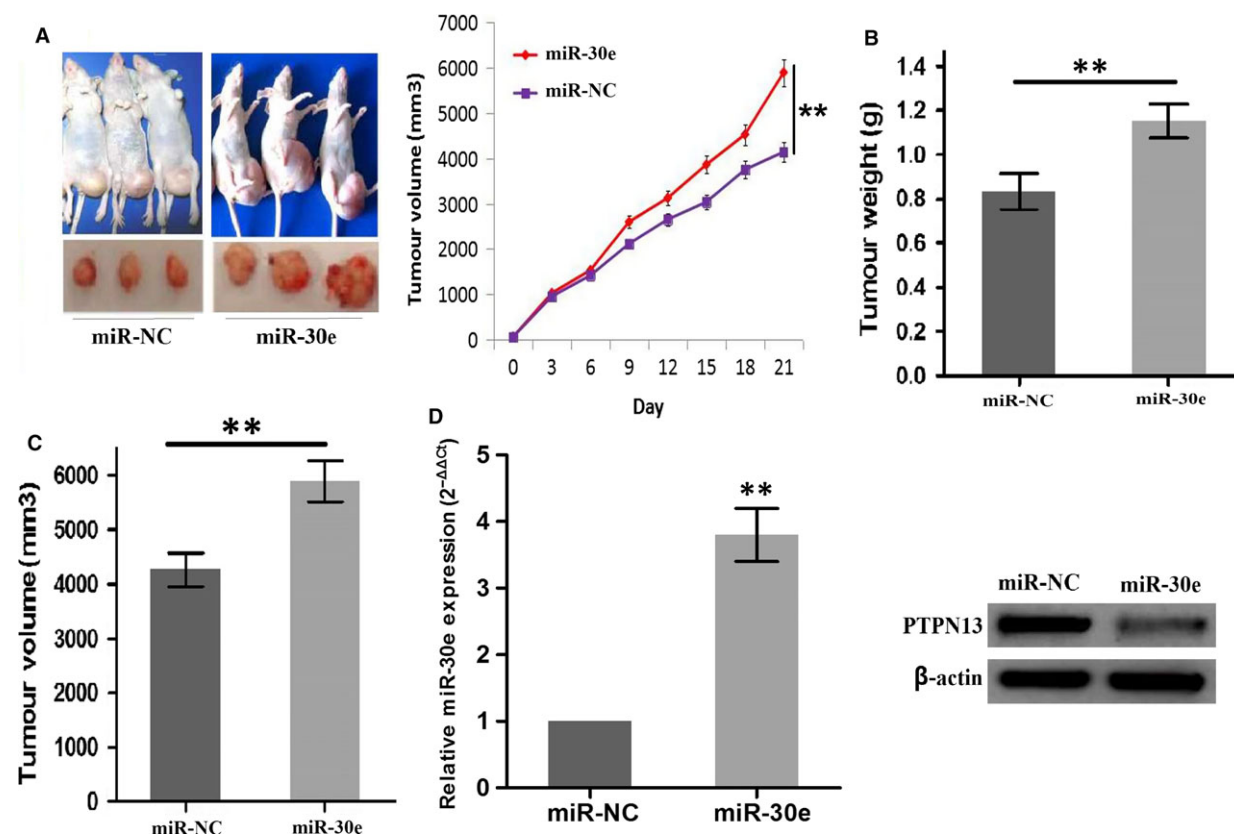 A
miR-NC
miR-30e
Tumour volume (mm3)
7000
6000
5000
4000
3000
2000
1000
0
miR-30e
miR-NC
**
0 3 6 9 12 15 18 21
Day
B
Tumour weight (g)
1.4
1.2
1.0
0.8
0.6
0.4
0.2
0.0
**
miR-NC
miR-30e
C
Tumour volume (mm3)
6000
5000
4000
3000
2000
1000
0
**
miR-NC
miR-30e
D
Relative miR-30e expression (2⁻ΔΔCt)
5
4
3
2
1
0
**
miR-NC
miR-30e
miR-NC miR-30e
PTPN13
β-actin